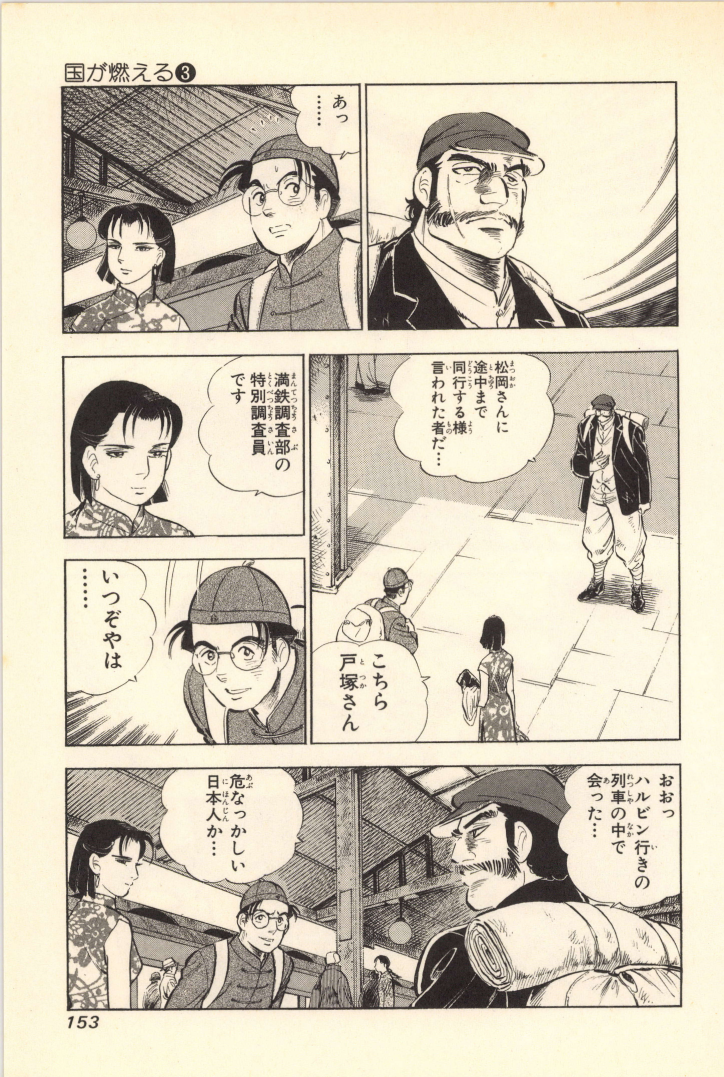 国が燃える❸
あっ
……
松岡さんに
途中まで
同行する様
言われた者だ…
こちら
戸塚さん
満鉄調査部の
特別調査員
です
いつぞやは
……
おおっ
ハルビン行きの
列車の中で
会った…
危なっかしい
日本人か…
153